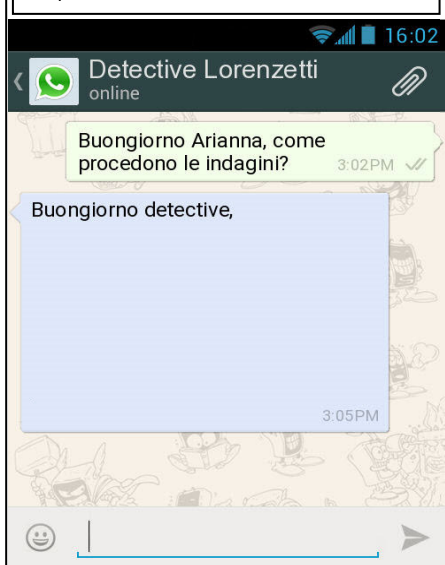 16:02
Detective Lorenzetti
online
Buongiorno Arianna, come
procedono le indagini?
3:02PM
Buongiorno detective,
3:05PM